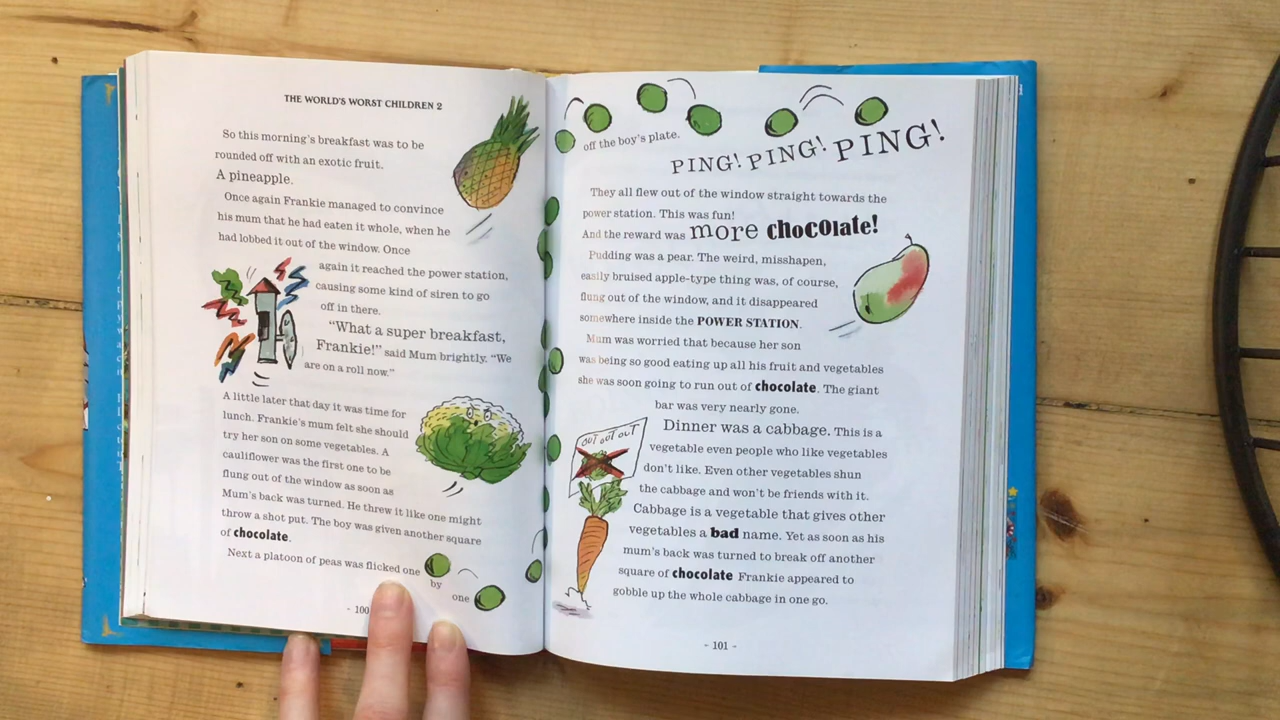 THE WORLD'S WORST CHILDREN 2
So this morning's breakfast was to be
rounded off with an exotic fruit.
A pineapple.
Once again Frankie managed to convince
his mum that he had eaten it whole, when he
had lobbed it out of the window. Once
again it reached the power station,
causing some kind of siren to go
off in there.
"What a super breakfast,
Frankie!" said Mum brightly. "We
are on a roll now."
A little later that day it was time for
lunch. Frankie's mum felt she should
try her son on some vegetables. A
cauliflower was the first one to be
flung out of the window as soon as
Mum's back was turned. He threw it like one might
throw a shot put. The boy was given another square
of chocolate.
Next a platoon of peas was flicked one
by
one
- 100
off the boy's plate.
PING! PING! PING!
They all flew out of the window straight towards the
power station. This was fun!
And the reward was more chocolate!
Pudding was a pear. The weird, misshapen,
easily bruised apple-type thing was, of course,
flung out of the window, and it disappeared
somewhere inside the POWER STATION.
Mum was worried that because her son
was being so good eating up all his fruit and vegetables
she was soon going to run out of chocolate. The giant
bar was very nearly gone.
OUT OUT OUT
Dinner was a cabbage. This is a
vegetable even people who like vegetables
don't like. Even other vegetables shun
the cabbage and won't be friends with it.
Cabbage is a vegetable that gives other
vegetables a bad name. Yet as soon as his
mum's back was turned to break off another
square of chocolate Frankie appeared to
gobble up the whole cabbage in one go.
- 101 -